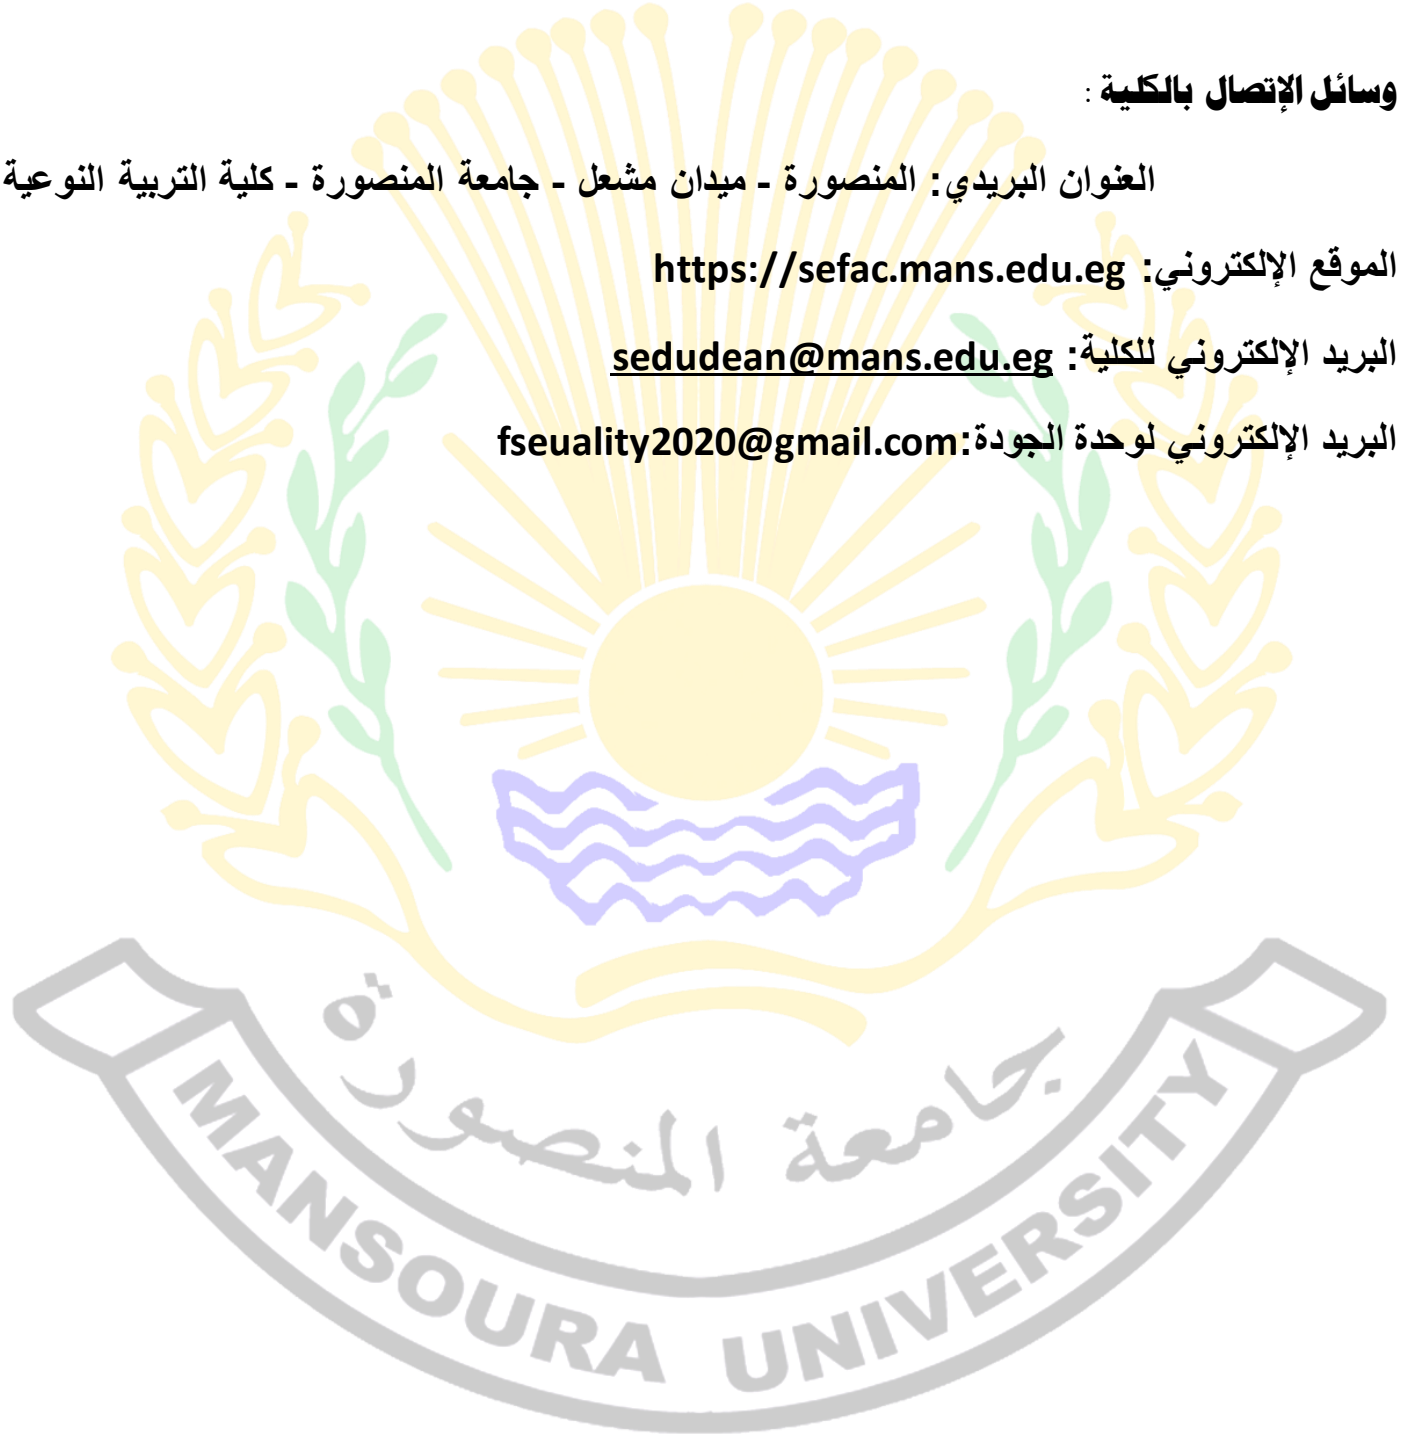 وسائل الإتصال بالكلية :
العنوان البريدي: المنصورة - ميدان مشعل - جامعة المنصورة - كلية التربية النوعية
الموقع الإلكتروني: https://sefac.mans.edu.eg
البريد الإلكتروني للكلية: sedudean@mans.edu.eg
البريد الإلكتروني لوحدة الجودة:fseuality2020@gmail.com
جامعة المنصورة
MANSOURA UNIVERSITY